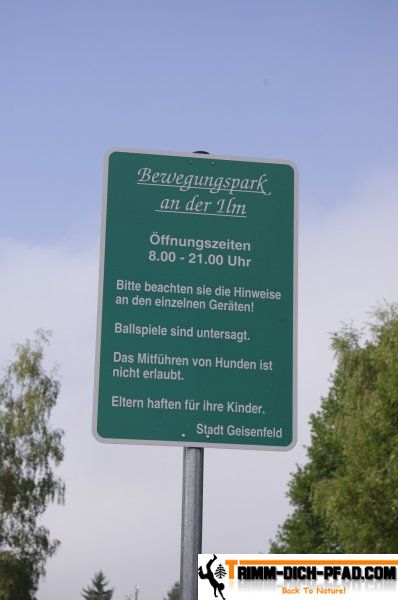 Bewegungspark
an der Ilm
Öffnungszeiten
8.00 - 21.00 Uhr
Bitte beachten sie die Hinweise
an den einzelnen Geräten!
Ballspiele sind untersagt.
Das Mitführen von Hunden ist
nicht erlaubt.
Eltern haften für ihre Kinder.
Stadt Geisenfeld
TRIMM-DICH-PFAD.COM
Back To Nature!